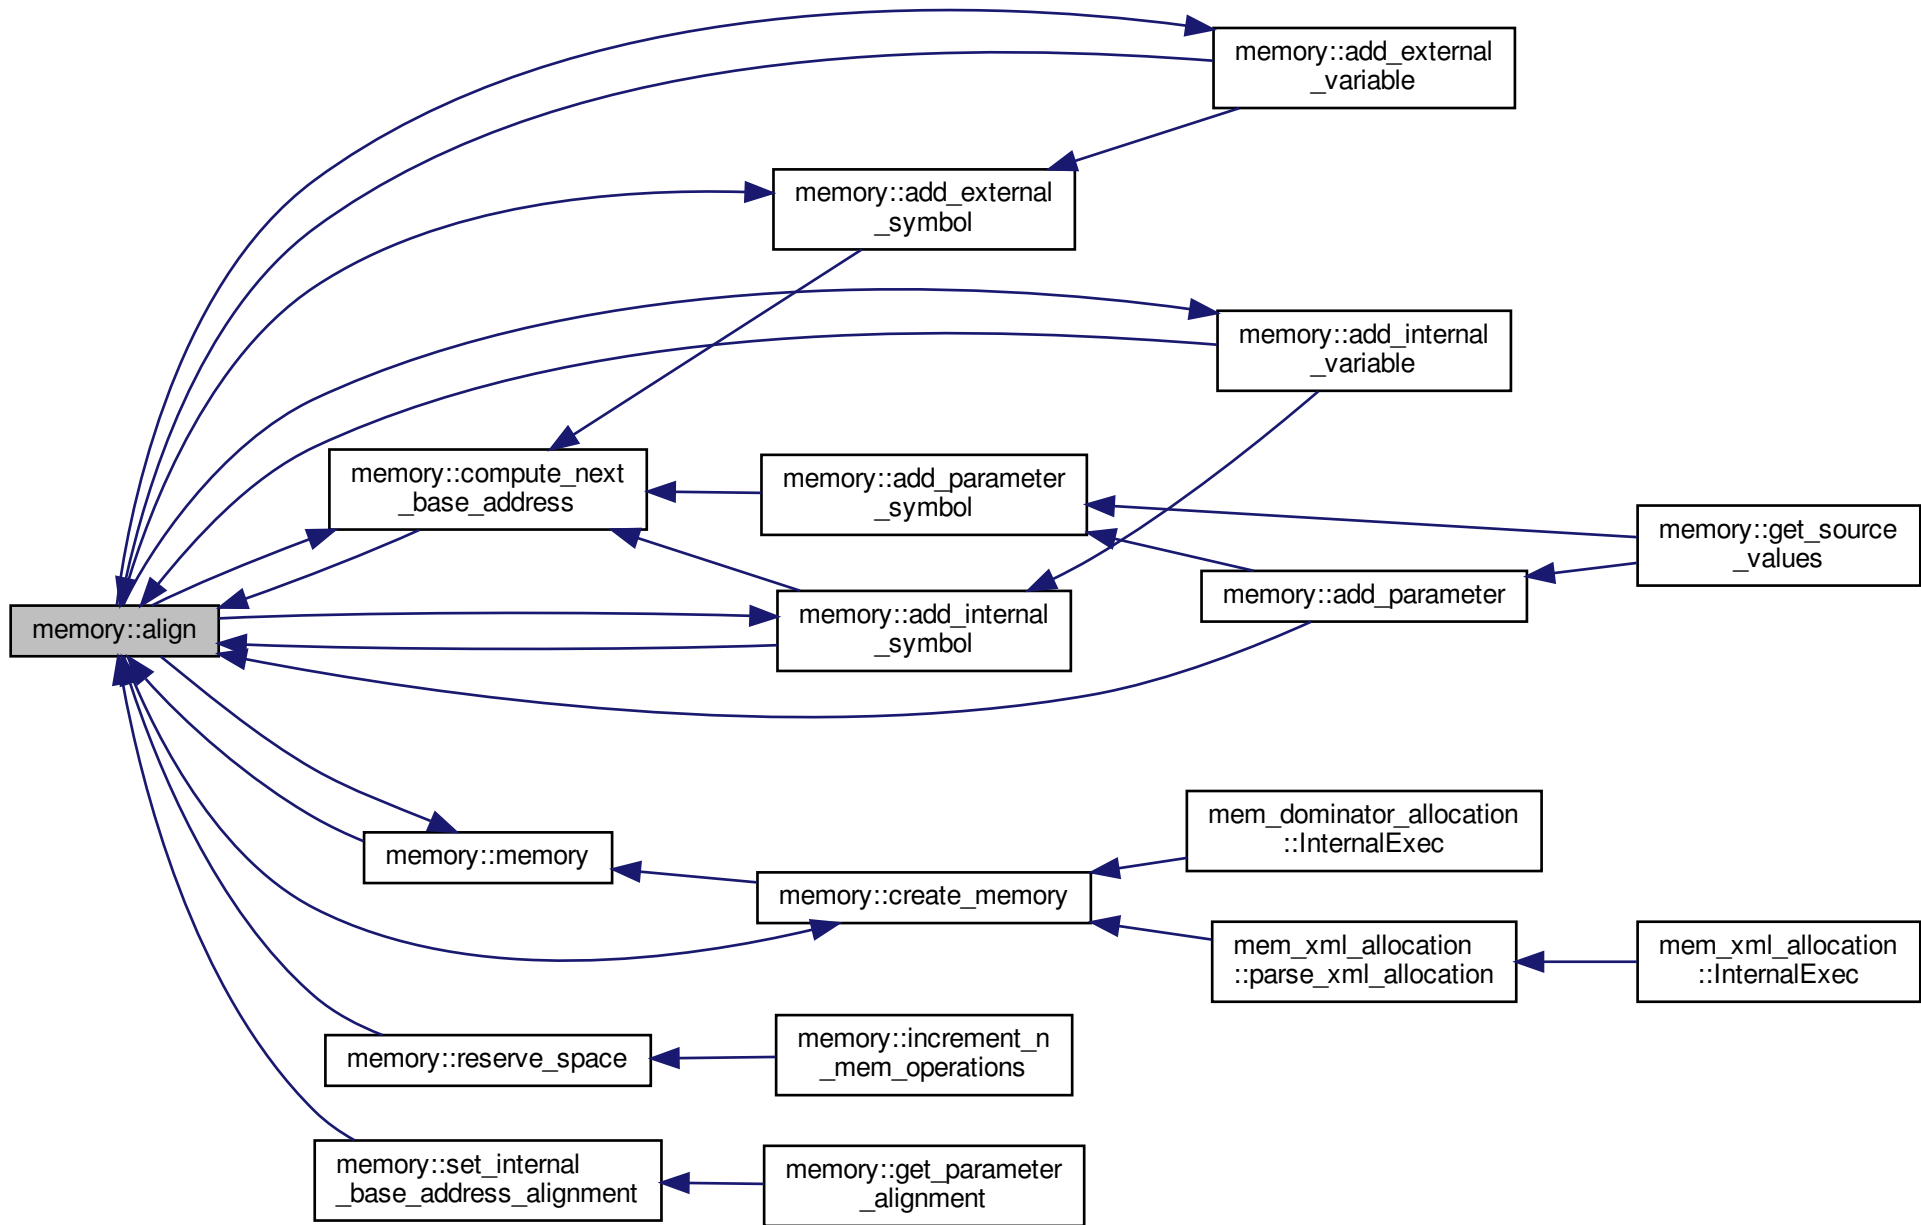 memory::add_external
_variable
memory::add_external
_symbol
memory::add_internal
_variable
memory::compute_next
_base_address
memory::add_parameter
_symbol
memory::get_source
_values
memory::add_parameter
memory::align
memory::add_internal
_symbol
mem_dominator_allocation
::InternalExec
memory::memory
memory::create_memory
mem_xml_allocation
::parse_xml_allocation
mem_xml_allocation
::InternalExec
memory::reserve_space
memory::increment_n
_mem_operations
memory::set_internal
_base_address_alignment
memory::get_parameter
_alignment